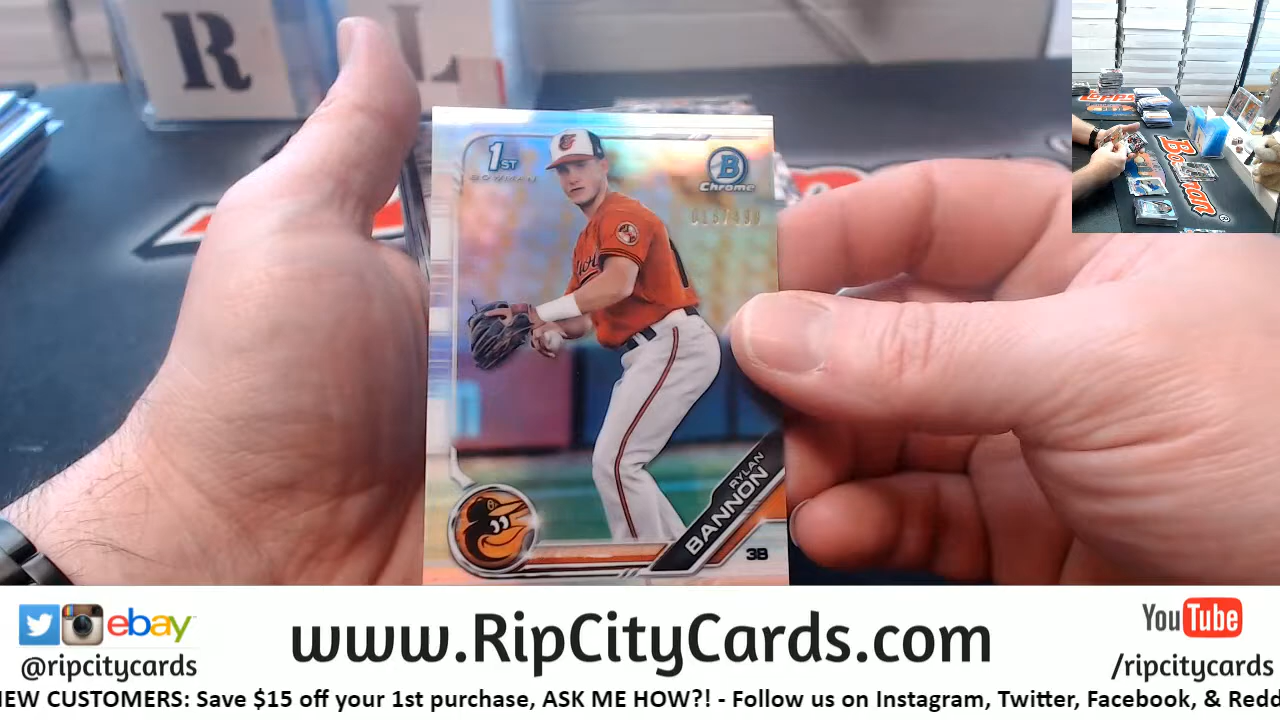 R L
1ST
BOWMAN
B
Chrome
RYLAN
BANNON
3B
Bowman
ebay
@ripcitycards
www.RipCityCards.com
YouTube
/ripcitycards
NEW CUSTOMERS: Save $15 off your 1st purchase, ASK ME HOW?! - Follow us on Instagram, Twitter, Facebook, & Redd